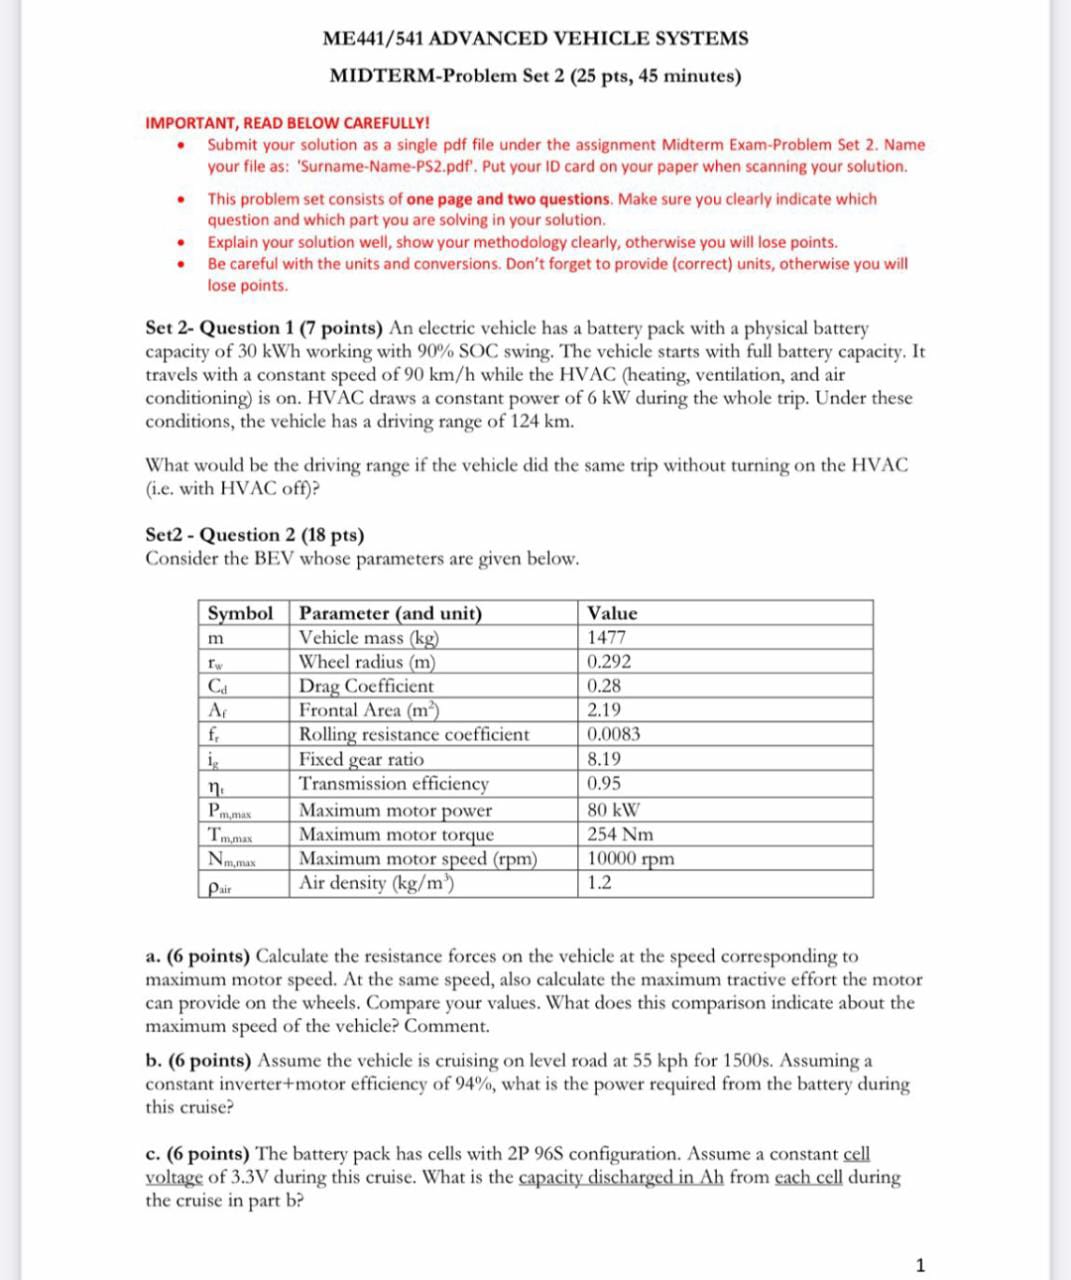 ME441/541 ADVANCED VEHICLE SYSTEMS
MIDTERM-Problem Set 2 (25 pts, 45 minutes)
IMPORTANT, READ BELOW CAREFULLY!
• Submit your solution as a single pdf file under the assignment Midterm Exam-Problem Set 2. Name
your file as: 'Surname-Name-PS2.pdf'. Put your ID card on your paper when scanning your solution.
• This problem set consists of one page and two questions. Make sure you clearly indicate which
question and which part you are solving in your solution.
• Explain your solution well, show your methodology clearly, otherwise you will lose points.
• Be careful with the units and conversions. Don't forget to provide (correct) units, otherwise you will
lose points.
Set 2- Question 1 (7 points) An electric vehicle has a battery pack with a physical battery
capacity of 30 kWh working with 90% SOC swing. The vehicle starts with full battery capacity. It
travels with a constant speed of 90 km/h while the HVAC (heating, ventilation, and air
conditioning) is on. HVAC draws a constant power of 6 kW during the whole trip. Under these
conditions, the vehicle has a driving range of 124 km.
What would be the driving range if the vehicle did the same trip without turning on the HVAC
(i.e. with HVAC off)?
Set2 - Question 2 (18 pts)
Consider the BEV whose parameters are given below.
Symbol Parameter (and unit) Value
m Vehicle mass (kg) 1477
rw Wheel radius (m) 0.292
Cd Drag Coefficient 0.28
Af Frontal Area (m²) 2.19
fr Rolling resistance coefficient 0.0083
ig Fixed gear ratio 8.19
ηt Transmission efficiency 0.95
Pm,max Maximum motor power 80 kW
Tm,max Maximum motor torque 254 Nm
Nm,max Maximum motor speed (rpm) 10000 rpm
ρair Air density (kg/m³) 1.2
a. (6 points) Calculate the resistance forces on the vehicle at the speed corresponding to
maximum motor speed. At the same speed, also calculate the maximum tractive effort the motor
can provide on the wheels. Compare your values. What does this comparison indicate about the
maximum speed of the vehicle? Comment.
b. (6 points) Assume the vehicle is cruising on level road at 55 kph for 1500s. Assuming a
constant inverter+motor efficiency of 94%, what is the power required from the battery during
this cruise?
c. (6 points) The battery pack has cells with 2P 96S configuration. Assume a constant cell
voltage of 3.3V during this cruise. What is the capacity discharged in Ah from each cell during
the cruise in part b?
1